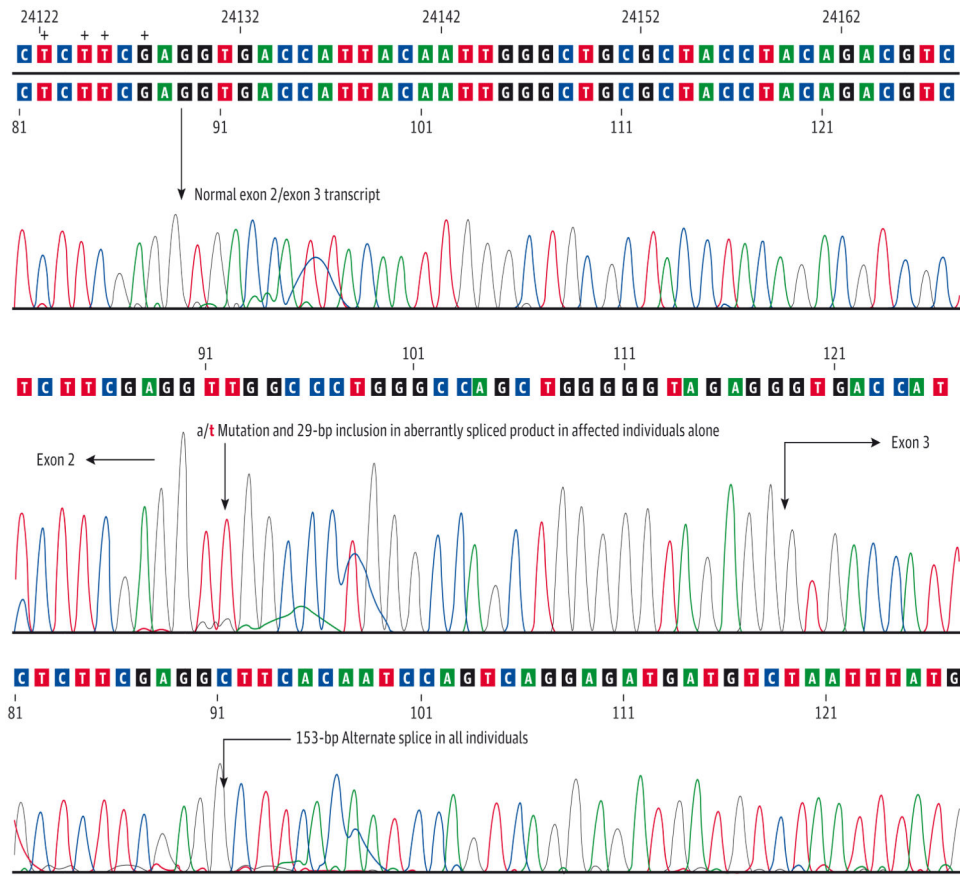 24122 24132 24142 24152 24162
+ + + +
CTCTTCGAGGTGACCATTACAATTGGGCTGCGCTACCTACAGACGTC
CTCTTCGAGGTGACCATTACAATTGGGCTGCGCTACCTACAGACGTC
81 91 101 111 121
Normal exon 2/exon 3 transcript
91 101 111 121
TCTTCGAGGTTGGCCCTGGGCCAGCTGGGGGTAGAGGGTGACCAT
a/t Mutation and 29-bp inclusion in aberrantly spliced product in affected individuals alone
Exon 2
Exon 3
CTCTTCGAGGCTTCACAATCCAGTCAGGAGATGATGTCTAATTTATG
81 91 101 111 121
153-bp Alternate splice in all individuals